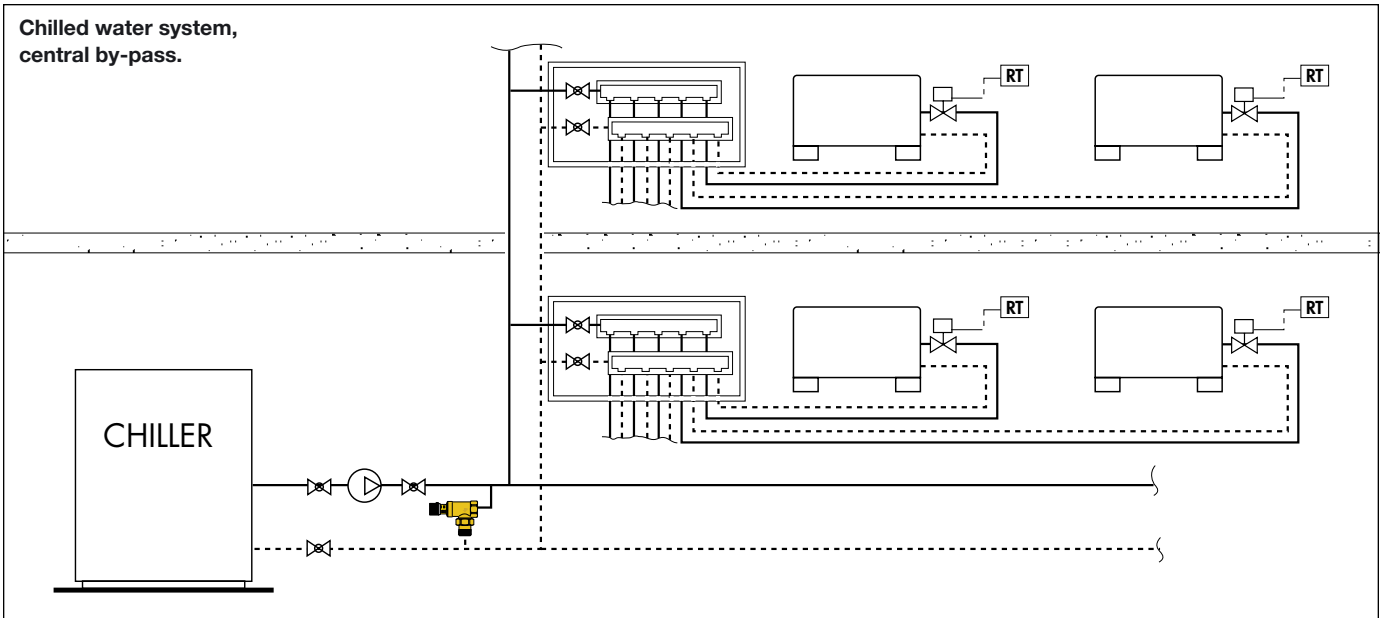 Chilled water system,
central by-pass.
RT
RT
RT
RT
CHILLER